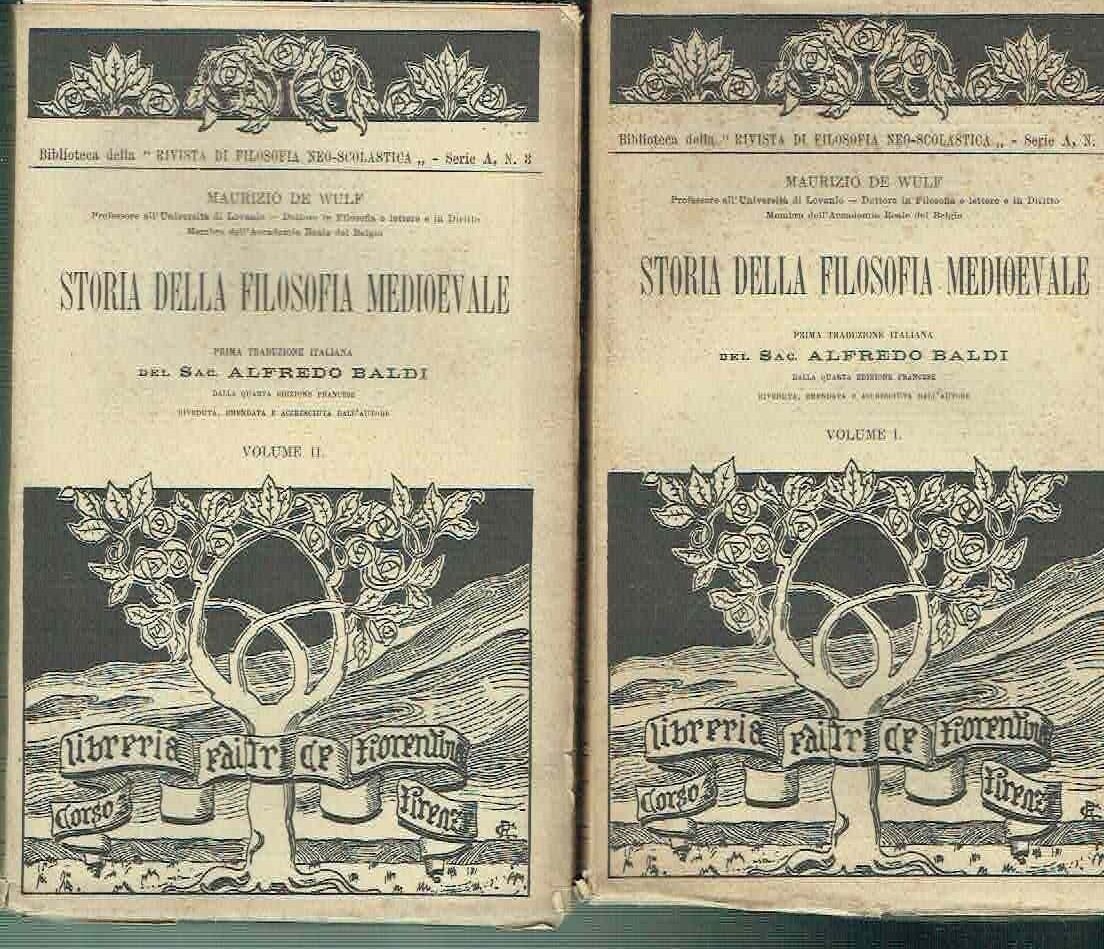 Biblioteca della " RIVISTA DI FILOSOFIA NEO-SCOLASTICA „ - Serie A, N. 3
MAURIZIO DE WULF
Professore all'Università di Lovanio — Dottore in Filosofia e lettere e in Diritto
Membro dell'Accademia Reale del Belgio
STORIA DELLA FILOSOFIA MEDIOEVALE
PRIMA TRADUZIONE ITALIANA
DEL SAC. ALFREDO BALDI
DALLA QUARTA EDIZIONE FRANCESE
RIVEDUTA, EMENDATA E ACCRESCIUTA DALL'AUTORE
VOLUME II.
Libreria Editrice Fiorentina
Corso 3 Firenze
Biblioteca della " RIVISTA DI FILOSOFIA NEO-SCOLASTICA „ - Serie A, N.
MAURIZIO DE WULF
Professore all'Università di Lovanio — Dottore in Filosofia e lettere e in Diritto
Membro dell'Accademia Reale del Belgio
STORIA DELLA FILOSOFIA MEDIOEVALE
PRIMA TRADUZIONE ITALIANA
DEL SAC. ALFREDO BALDI
DALLA QUARTA EDIZIONE FRANCESE
RIVEDUTA, EMENDATA E ACCRESCIUTA DALL'AUTORE
VOLUME I.
Libreria Editrice Fiorentina
Corso 3 Firenze